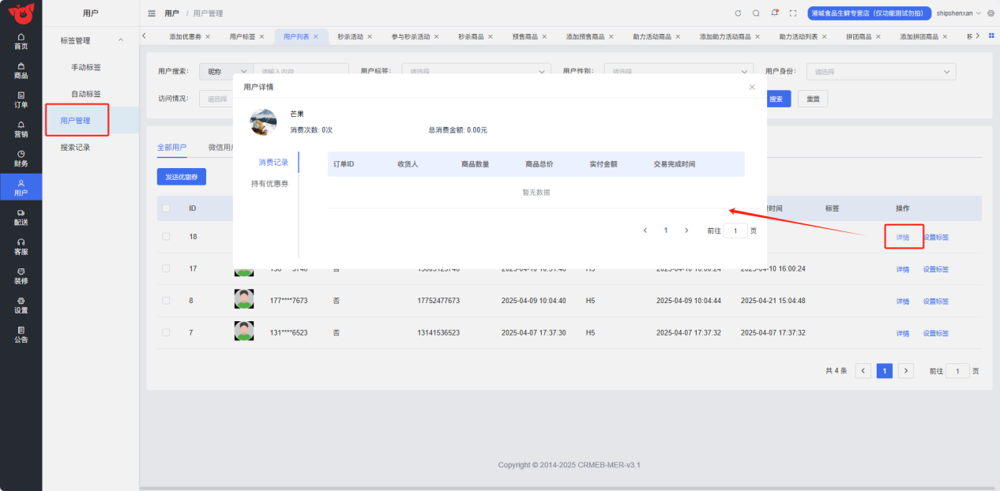 用户
用户 / 用户管理
港城食品生鲜专营店（仅功能测试勿拍）
shipshenxan
首页
商品
订单
营销
财务
用户
配送
客服
装修
设置
公告
标签管理
手动标签
自动标签
用户管理
搜索记录
添加优惠券 × 用户标签 × 用户列表 × 秒杀活动 × 参与秒杀活动 × 秒杀商品 × 预售商品 × 添加预售商品 × 助力活动商品 × 添加助力活动商品 × 助力活动列表 × 拼团商品 × 添加拼团商品 ×
用户搜索： 昵称 请输入内容 用户标签： 请选择 用户性别： 请选择 用户身份： 请选择
访问情况： 请选择 搜索 重置
用户详情
芒果
消费次数: 0次 总消费金额: 0.00元
消费记录
持有优惠券
订单ID 收货人 商品数量 商品总价 实付金额 交易完成时间
暂无数据
1 前往 1 页
全部用户 微信用户
发送优惠券
ID 时间 标签 操作
18 详情 设置标签
17 详情 设置标签
8 177****7673 否 17752477673 2025-04-09 10:04:40 H5 2025-04-09 10:04:44 2025-04-21 15:04:48 详情 设置标签
7 131****6523 否 13141536523 2025-04-07 17:37:30 H5 2025-04-07 17:37:32 2025-04-07 17:37:32 详情 设置标签
共 4 条 1 前往 1 页
Copyright © 2014-2025 CRMEB-MER-v3.1